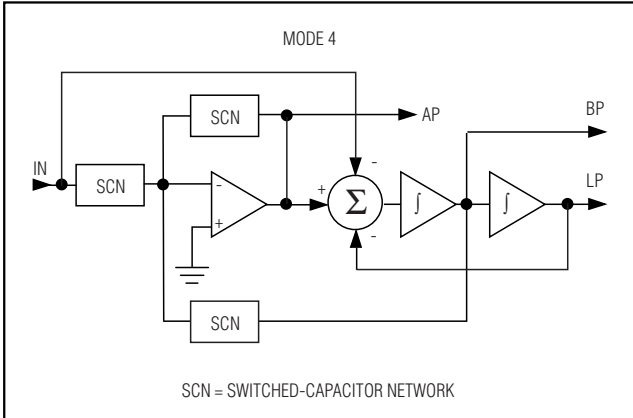 MODE 4
SCN
AP
BP
IN
SCN
-
-
+
+
Σ
∫
∫
LP
-
SCN
SCN = SWITCHED-CAPACITOR NETWORK